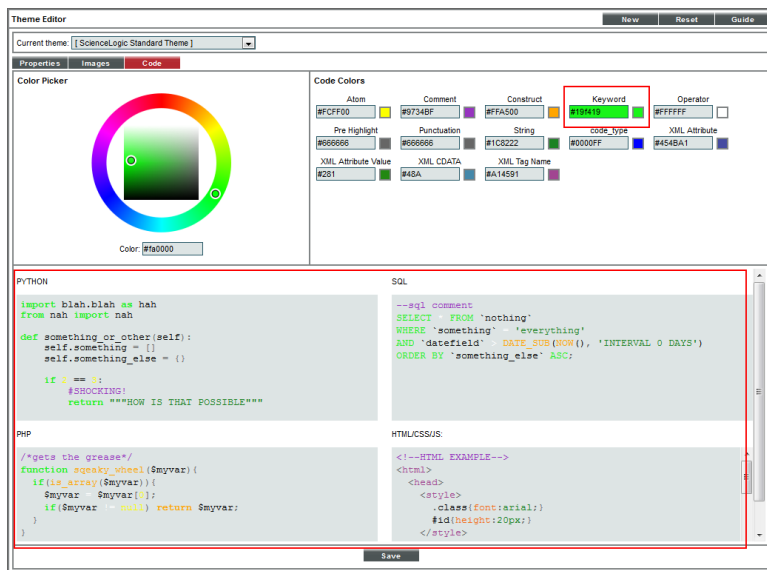 Theme Editor
New Reset Guide
Current theme: [ ScienceLogic Standard Theme ]
Properties Images Code
Color Picker
Color: #fa0000
Code Colors
Atom Comment Construct Keyword Operator
#FCFF00 #9734BF #FFA500 #19f419 #FFFFFF
Pre Highlight Punctuation String code_type XML Attribute
#666666 #666666 #1C8222 #0000FF #454BA1
XML Attribute Value XML CDATA XML Tag Name
#281 #48A #A14591
PYTHON
import blah.blah as hah
from nah import nah
def something_or_other(self):
self.something = []
self.something_else = {}
if == :
#SHOCKING!
return """HOW IS THAT POSSIBLE"""
SQL
--sql comment
SELECT * FROM `nothing`
WHERE `something` = 'everything'
AND `datefield` > DATE_SUB(NOW(), 'INTERVAL 0 DAYS')
ORDER BY `something_else` ASC;
PHP
/*gets the grease*/
function sqeaky_wheel($myvar){
if(is_array($myvar)){
$myvar = $myvar[];
if($myvar != null) return $myvar;
}
}
HTML/CSS/JS:
<!--HTML EXAMPLE-->
<html>
<head>
<style>
.class{font:arial;}
#id{height:20px;}
</style>
Save